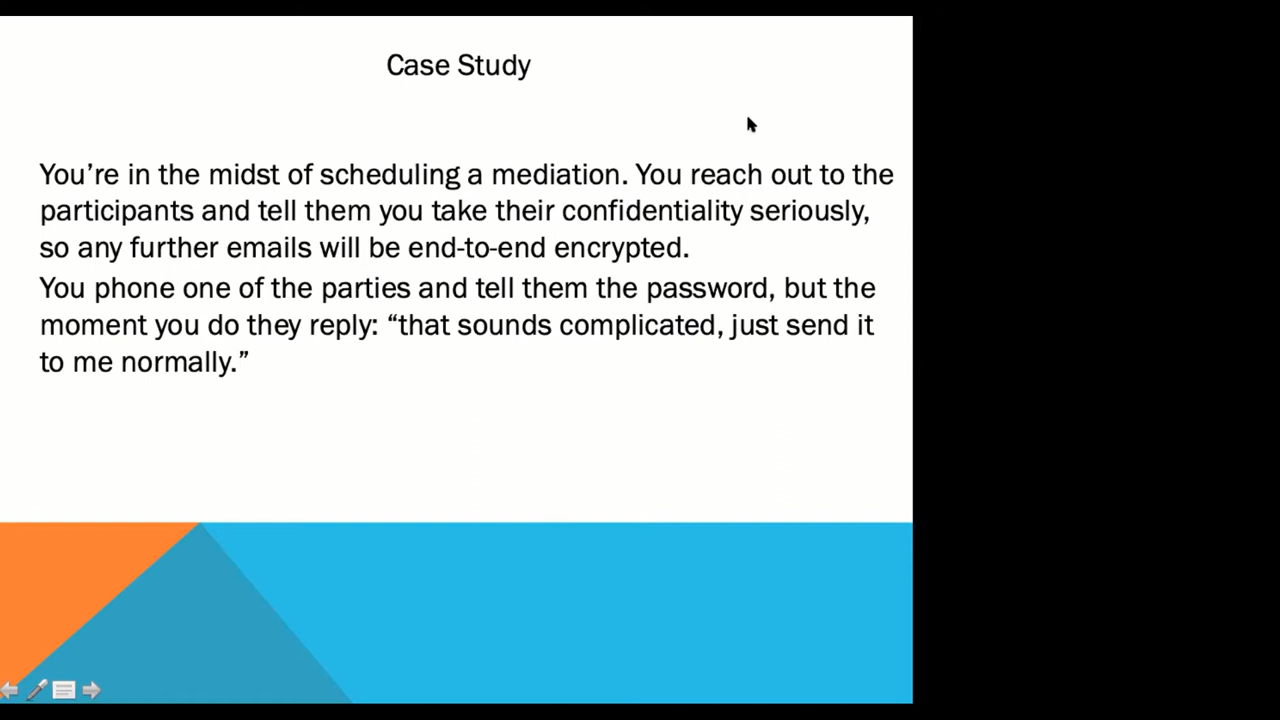 Case Study
You’re in the midst of scheduling a mediation. You reach out to the
participants and tell them you take their confidentiality seriously,
so any further emails will be end-to-end encrypted.
You phone one of the parties and tell them the password, but the
moment you do they reply: “that sounds complicated, just send it
to me normally.”